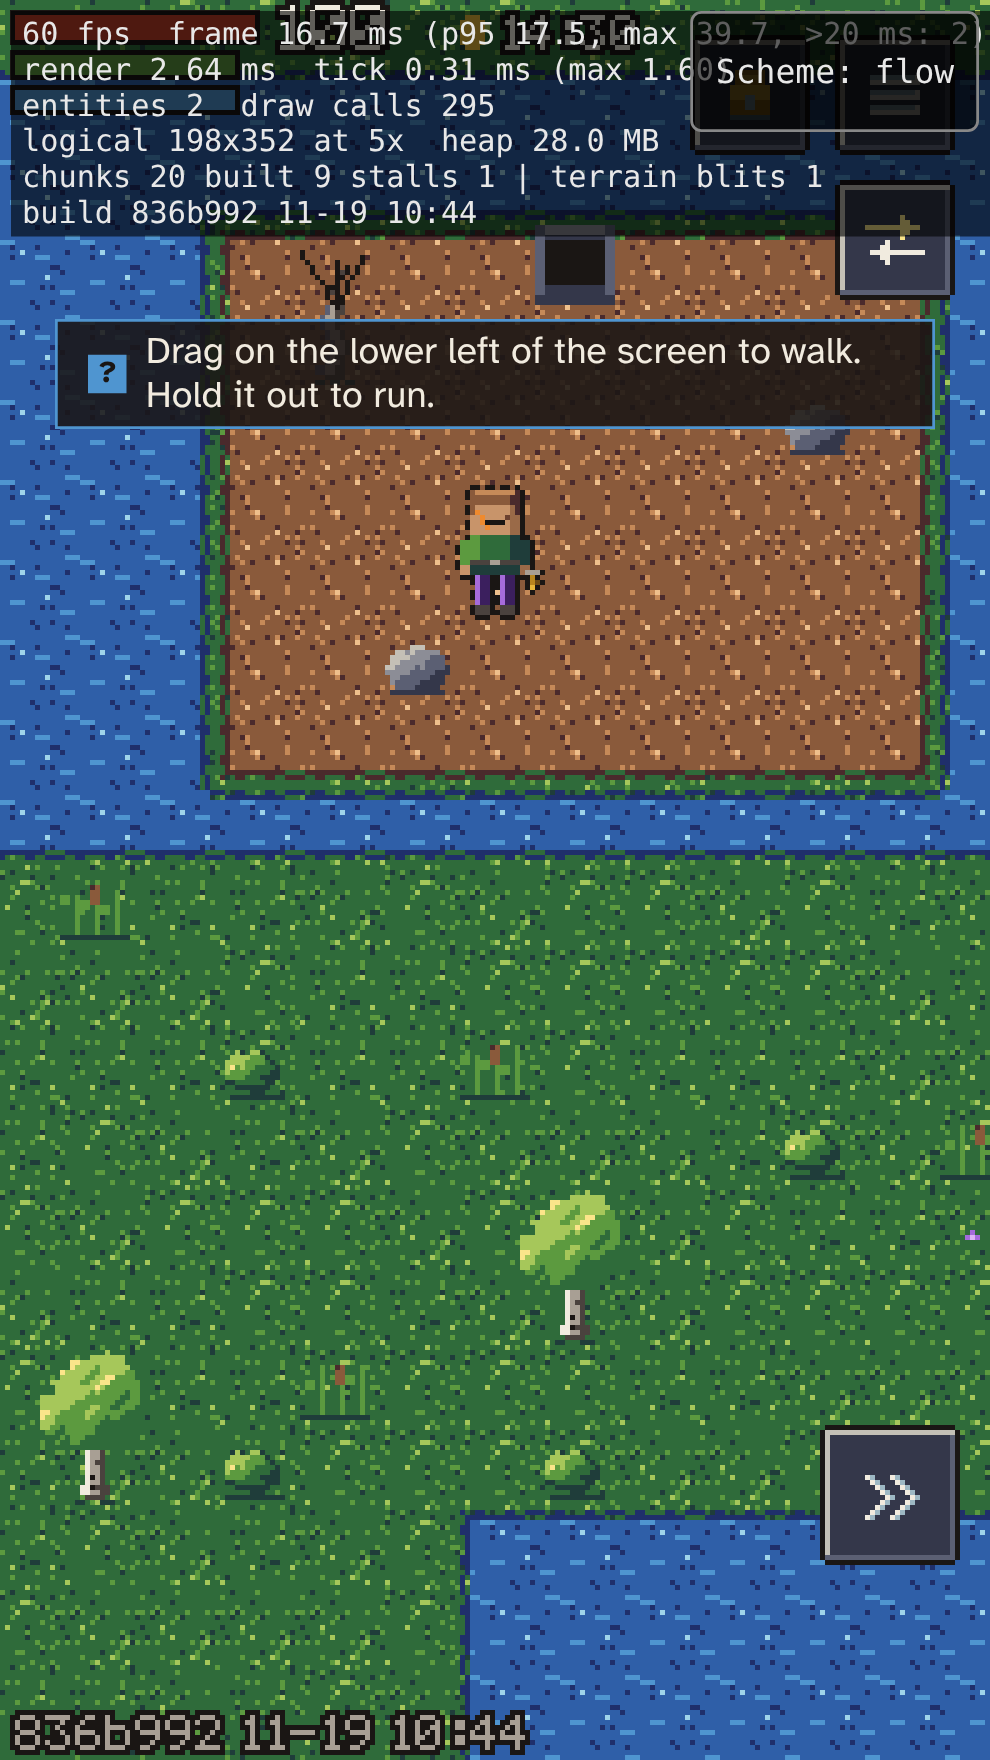 60 fps  frame 16.7 ms (p95 17.5, max 39.7, >20 ms: 2)
render 2.64 ms  tick 0.31 ms (max 1.60)
Scheme: flow
entities 2  draw calls 295
logical 198x352 at 5x  heap 28.0 MB
chunks 20 built 9 stalls 1 | terrain blits 1
build 836b992 11-19 10:44
?
Drag on the lower left of the screen to walk.
Hold it out to run.
836b992 11-19 10:44